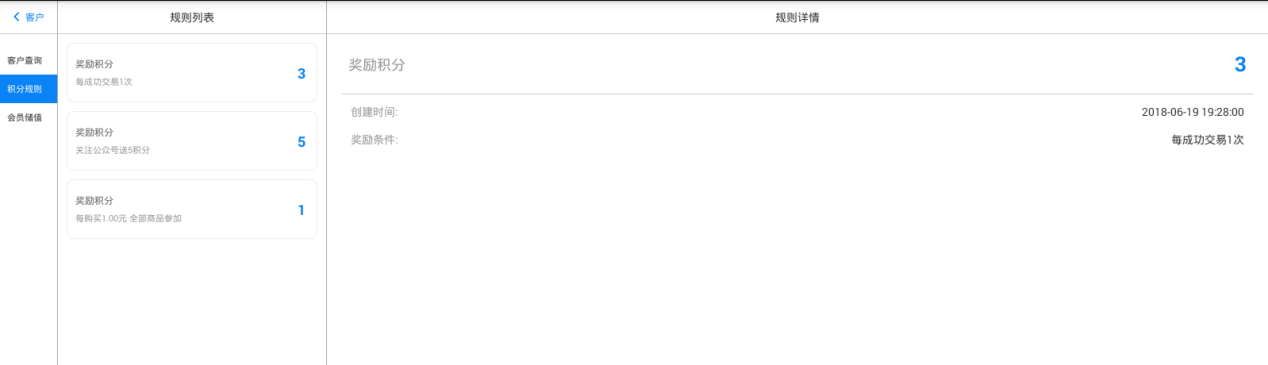 客户
规则列表
规则详情
客户查询
积分规则
会员储值
奖励积分
每成功交易1次
3
奖励积分
关注公众号送5积分
5
奖励积分
每购买1.00元 全部商品参加
1
奖励积分
3
创建时间:
2018-06-19 19:28:00
奖励条件:
每成功交易1次